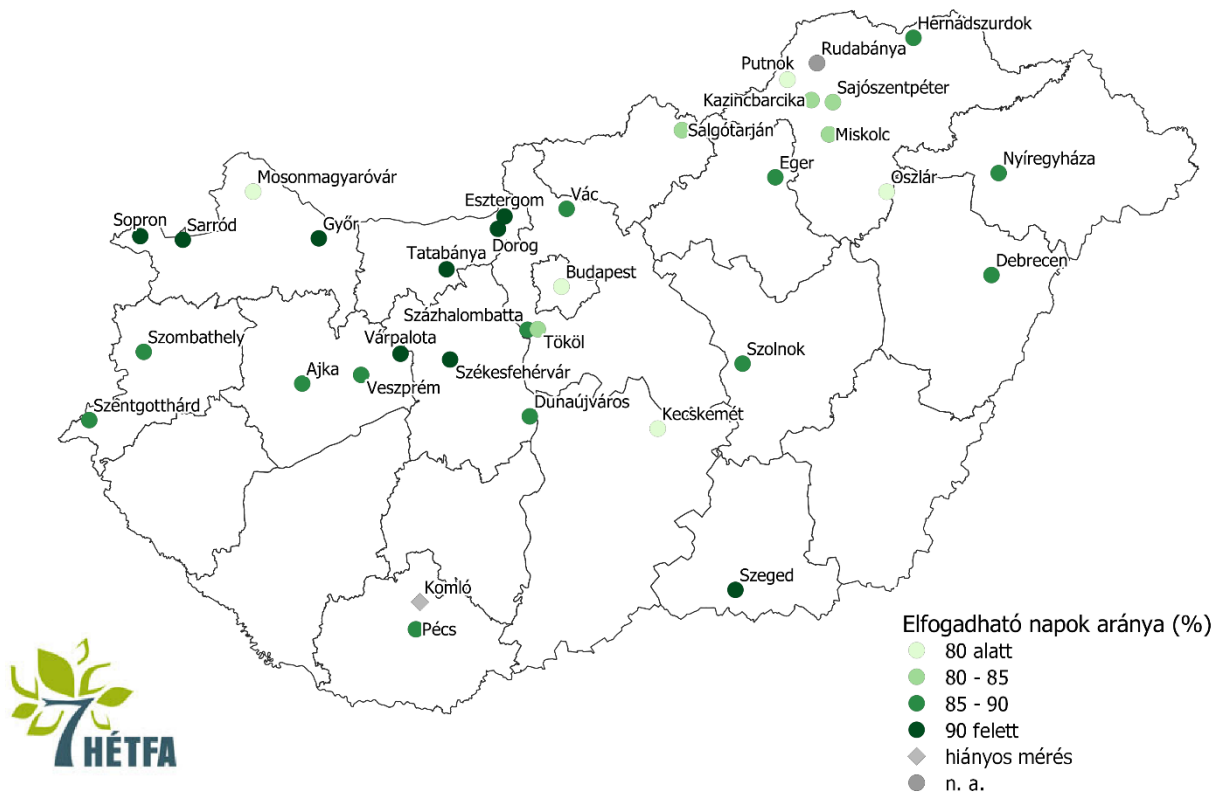 Hernádszurdok
Rudabánya
Putnok
Kazincbarcika
Sajószentpéter
Salgótarján
Miskolc
Eger
Nyíregyháza
Oszlár
Mosonmagyaróvár
Esztergom
Vác
Sopron
Sarród
Győr
Dorog
Tatabánya
Budapest
Debrecen
Százhalombatta
Tököl
Szombathely
Várpalota
Szolnok
Ajka
Veszprém
Székesfehérvár
Szentgotthárd
Dunaújváros
Kecskemét
Komló
Szeged
Pécs
Elfogadható napok aránya (%)
80 alatt
80 - 85
85 - 90
90 felett
hiányos mérés
n. a.
7 HÉTFA